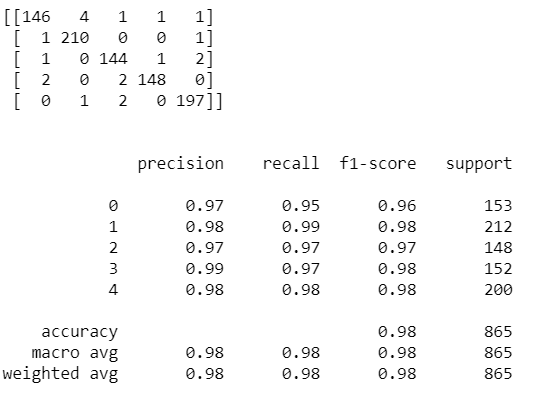 [[146 4 1 1 1]
[ 1 210 0 0 1]
[ 1 0 144 1 2]
[ 2 0 2 148 0]
[ 0 1 2 0 197]]
precision recall f1-score support
0 0.97 0.95 0.96 153
1 0.98 0.99 0.98 212
2 0.97 0.97 0.97 148
3 0.99 0.97 0.98 152
4 0.98 0.98 0.98 200
accuracy 0.98 865
macro avg 0.98 0.98 0.98 865
weighted avg 0.98 0.98 0.98 865